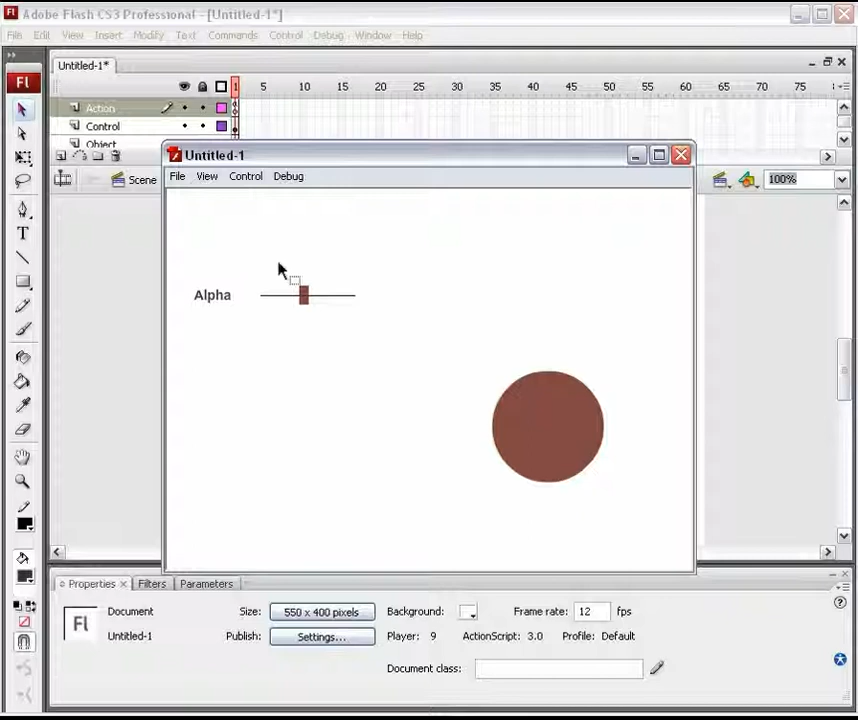 Adobe Flash CS3 Professional - [Untitled-1*]
File Edit View Insert Modify Text Commands Control Debug Window Help
Untitled-1*
Fl
1 5 10 15 20 25 30 35 40 45 50 55 60 65 70 75
Action
Control
Object
Scene
100%
Untitled-1
File View Control Debug
Alpha
Properties Filters Parameters
Fl
Document Size: 550 x 400 pixels Background: Frame rate: 12 fps
Untitled-1 Publish: Settings... Player: 9 ActionScript: 3.0 Profile: Default
Document class: